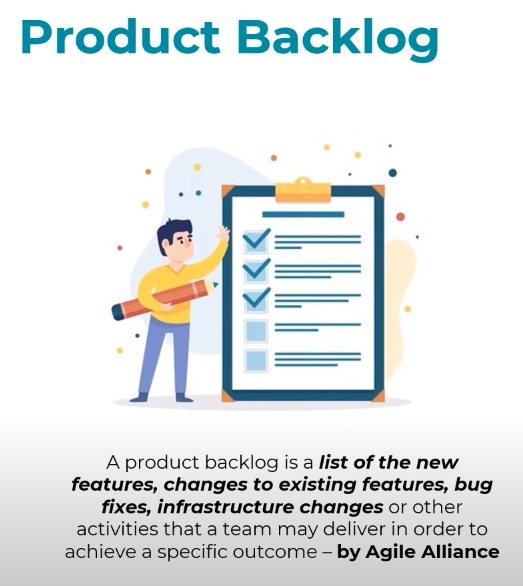 Product Backlog
A product backlog is a list of the new
features, changes to existing features, bug
fixes, infrastructure changes or other
activities that a team may deliver in order to
achieve a specific outcome – by Agile Alliance